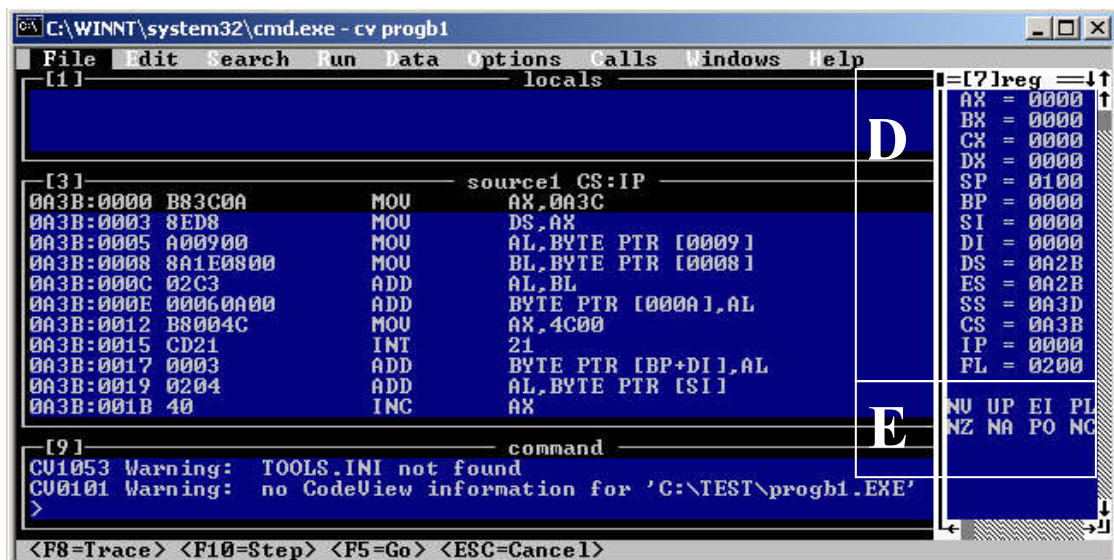 C:\WINNT\system32\cmd.exe - cv progb1
File Edit Search Run Data Options Calls Windows Help
[1] locals
[3] source1 CS:IP
0A3B:0000 B83C0A MOV AX,0A3C
0A3B:0003 8ED8 MOV DS,AX
0A3B:0005 A00900 MOV AL,BYTE PTR [0009]
0A3B:0008 8A1E0800 MOV BL,BYTE PTR [0008]
0A3B:000C 02C3 ADD AL,BL
0A3B:000E 00060A00 ADD BYTE PTR [000A],AL
0A3B:0012 B8004C MOV AX,4C00
0A3B:0015 CD21 INT 21
0A3B:0017 0003 ADD BYTE PTR [BP+DI],AL
0A3B:0019 0204 ADD AL,BYTE PTR [SI]
0A3B:001B 40 INC AX
[9] command
CV1053 Warning: TOOLS.INI not found
CV0101 Warning: no CodeView information for 'C:\TEST\progb1.EXE'
>
D
[7]reg
AX = 0000
BX = 0000
CX = 0000
DX = 0000
SP = 0100
BP = 0000
SI = 0000
DI = 0000
DS = 0A2B
ES = 0A2B
SS = 0A3D
CS = 0A3B
IP = 0000
FL = 0200
E
NV UP EI PL
NZ NA PO NC
<F8=Trace> <F10=Step> <F5=Go> <ESC=Cancel>